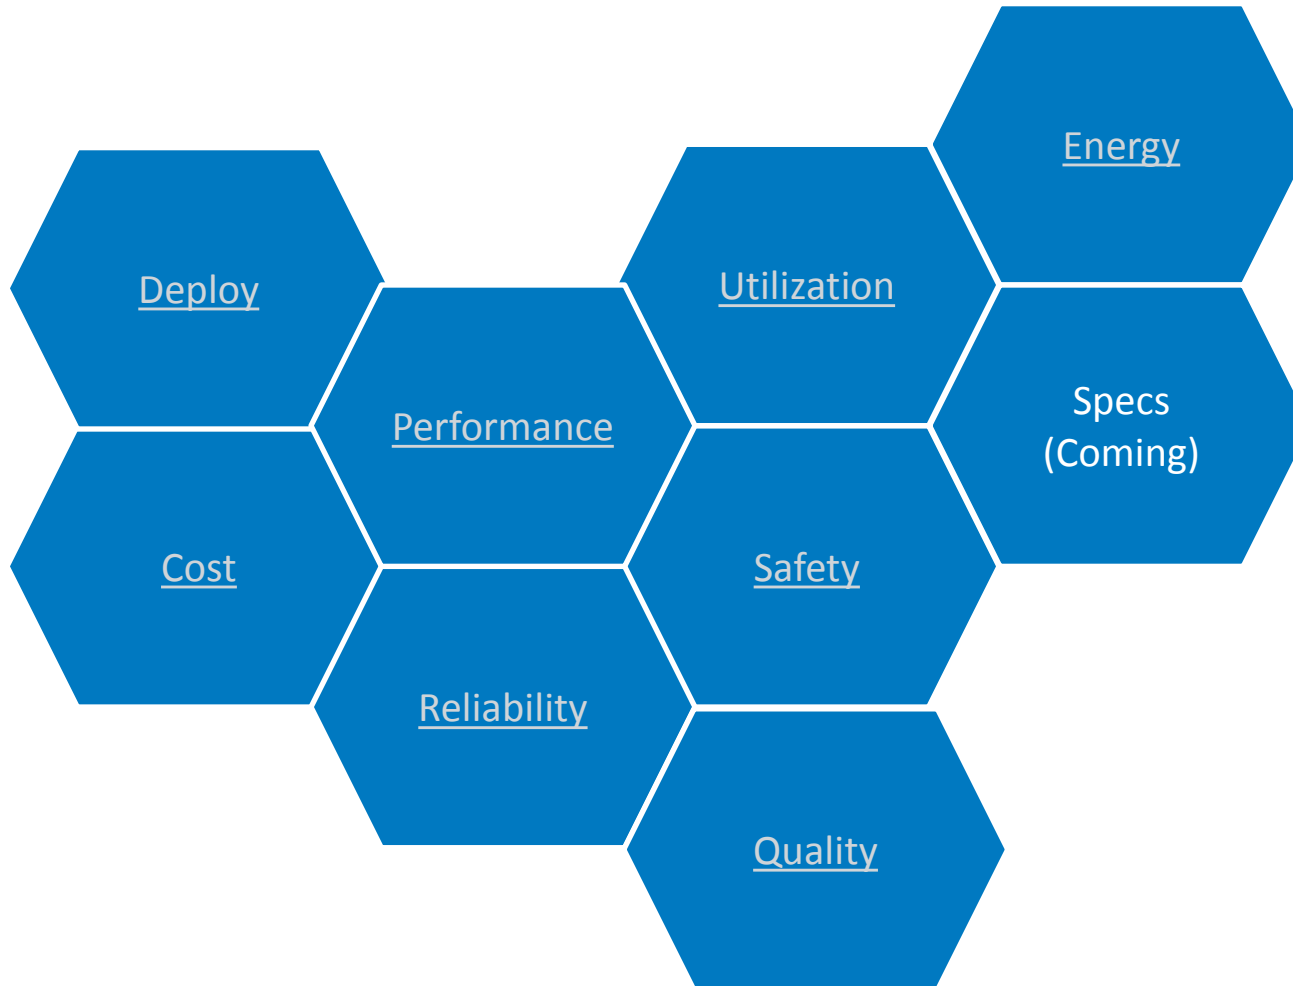 Energy
Deploy
Utilization
Performance
Specs
(Coming)
Cost
Safety
Reliability
Quality